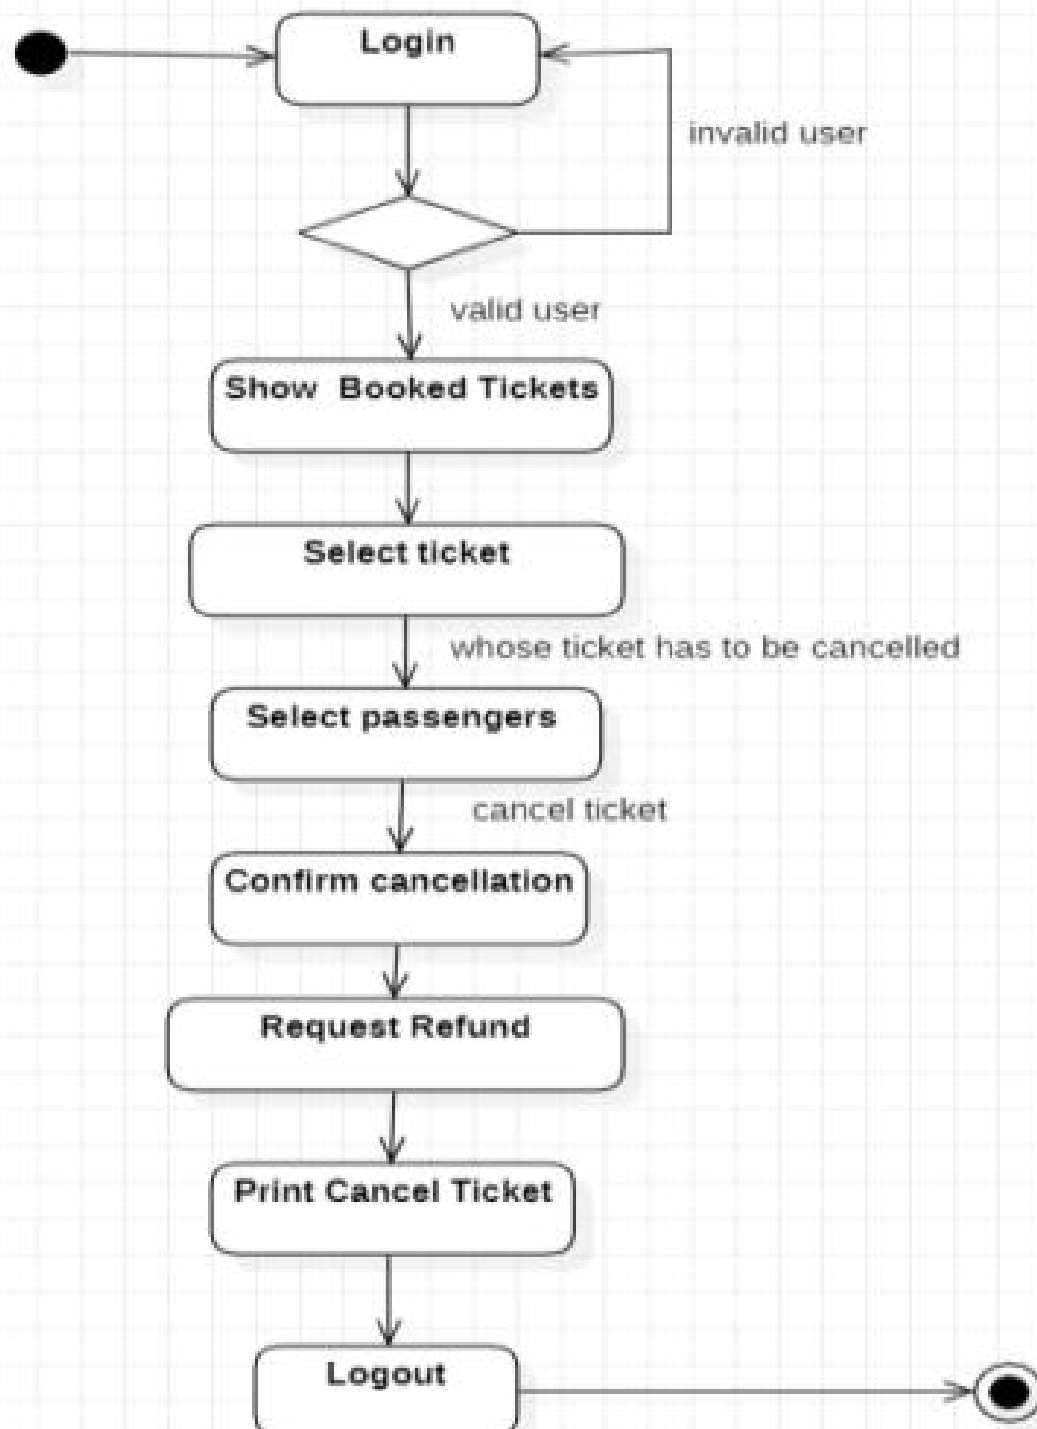 Login
invalid user
valid user
Show  Booked Tickets
Select ticket
whose ticket has to be cancelled
Select passengers
cancel ticket
Confirm cancellation
Request Refund
Print Cancel Ticket
Logout